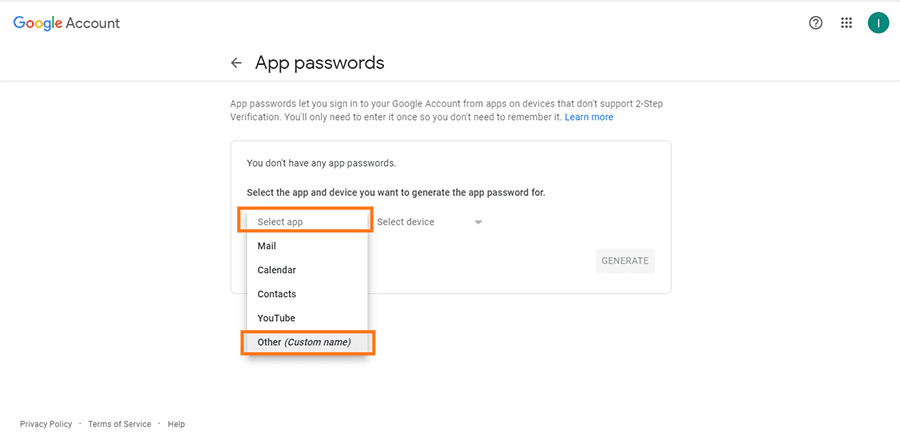 Google Account
I
App passwords
App passwords let you sign in to your Google Account from apps on devices that don't support 2-Step
Verification. You'll only need to enter it once so you don't need to remember it. Learn more
You don't have any app passwords.
Select the app and device you want to generate the app password for.
Select app
Select device
Mail
Calendar
GENERATE
Contacts
YouTube
Other (Custom name)
Privacy Policy · Terms of Service · Help